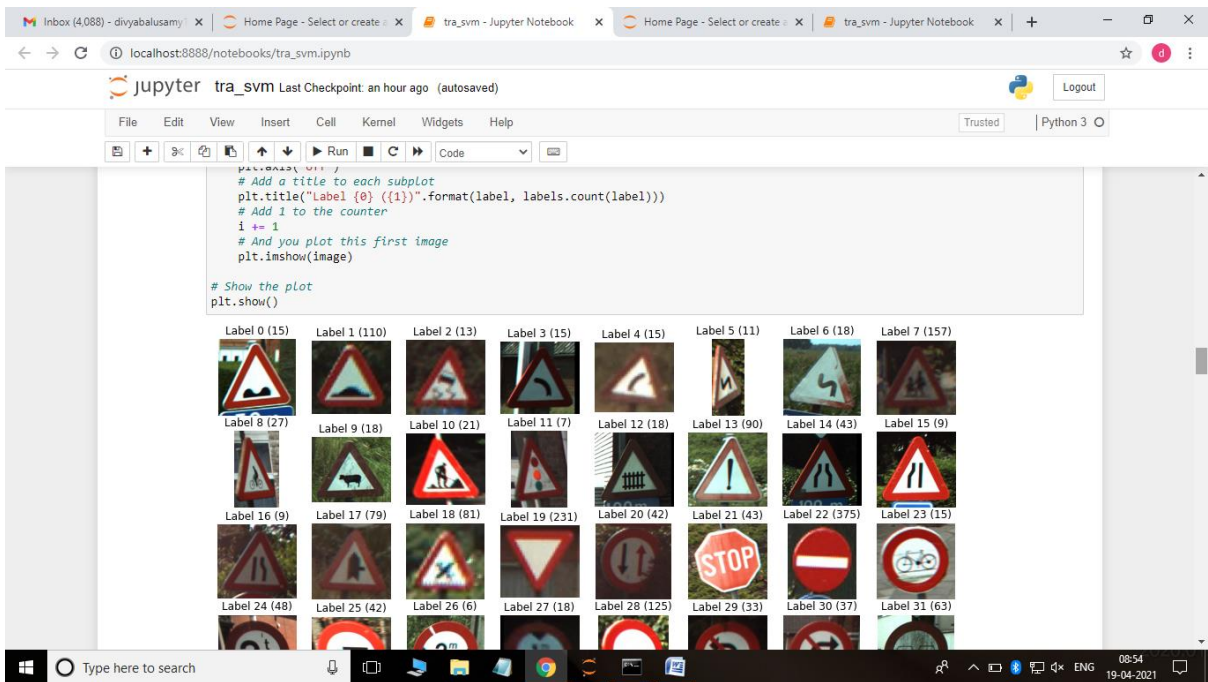 Inbox (4,088) - divyabalusamy1
Home Page - Select or create a
tra_svm - Jupyter Notebook
Home Page - Select or create a
tra_svm - Jupyter Notebook
localhost:8888/notebooks/tra_svm.ipynb
d
jupyter tra_svm Last Checkpoint: an hour ago (autosaved)
Logout
File Edit View Insert Cell Kernel Widgets Help
Trusted
Python 3
Run
Code
plt.axis('off')
# Add a title to each subplot
plt.title("Label {0} ({1})".format(label, labels.count(label)))
# Add 1 to the counter
i += 1
# And you plot this first image
plt.imshow(image)
# Show the plot
plt.show()
Label 0 (15) Label 1 (110) Label 2 (13) Label 3 (15) Label 4 (15) Label 5 (11) Label 6 (18) Label 7 (157)
Label 8 (27) Label 9 (18) Label 10 (21) Label 11 (7) Label 12 (18) Label 13 (90) Label 14 (43) Label 15 (9)
Label 16 (9) Label 17 (79) Label 18 (81) Label 19 (231) Label 20 (42) Label 21 (43) Label 22 (375) Label 23 (15)
STOP
Label 24 (48) Label 25 (42) Label 26 (6) Label 27 (18) Label 28 (125) Label 29 (33) Label 30 (37) Label 31 (63)
Type here to search
ENG
08:54
19-04-2021